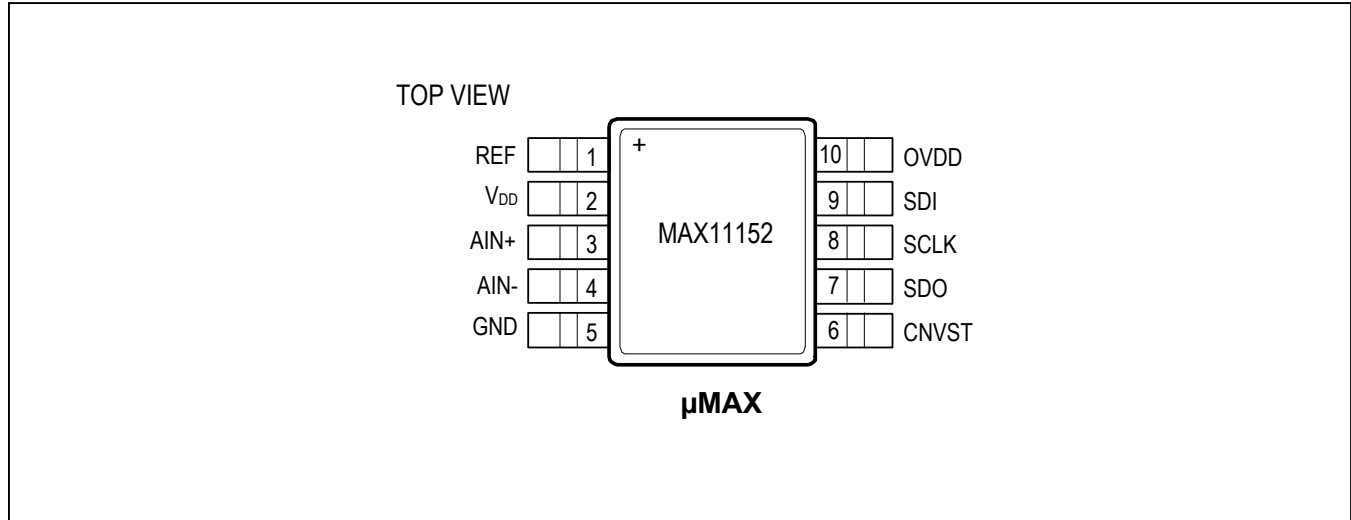 TOP VIEW
REF 1 + 10 OVDD
VDD 2 9 SDI
AIN+ 3 MAX11152 8 SCLK
AIN- 4 7 SDO
GND 5 6 CNVST
µMAX